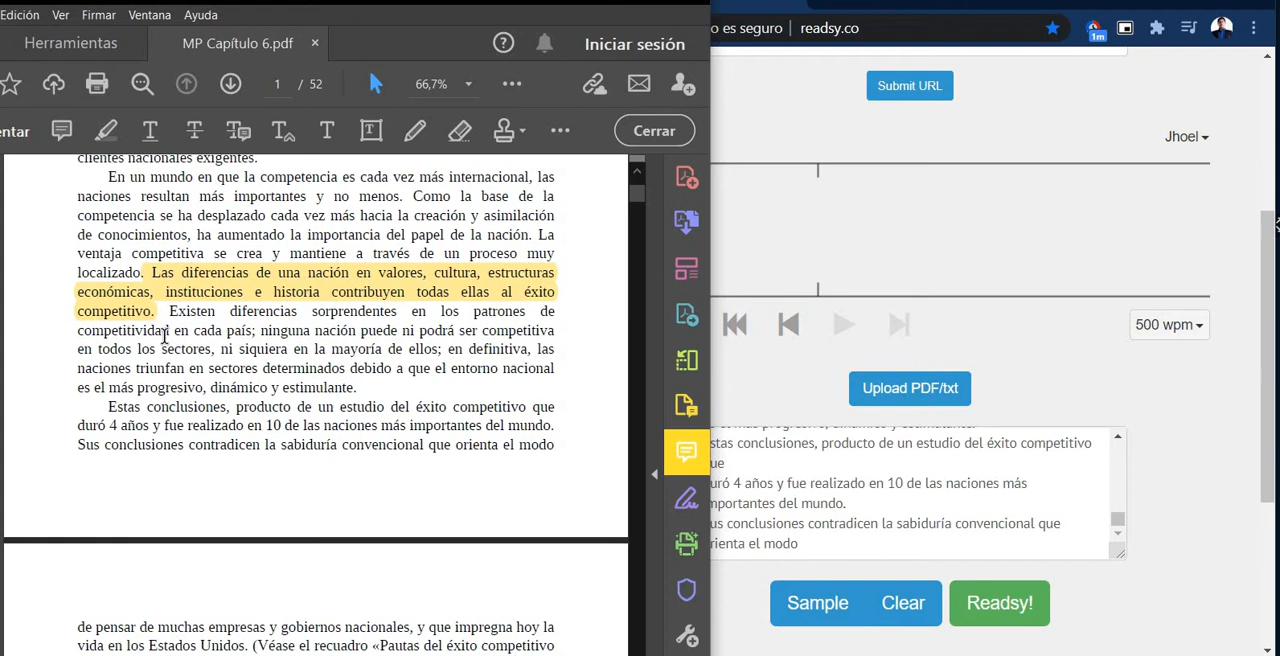 Edición Ver Firmar Ventana Ayuda
Herramientas MP Capítulo 6.pdf × Iniciar sesión
1 / 52 66,7%
entar Cerrar
clientes nacionales exigentes.
En un mundo en que la competencia es cada vez más internacional, las
naciones resultan más importantes y no menos. Como la base de la
competencia se ha desplazado cada vez más hacia la creación y asimilación
de conocimientos, ha aumentado la importancia del papel de la nación. La
ventaja competitiva se crea y mantiene a través de un proceso muy
localizado. Las diferencias de una nación en valores, cultura, estructuras
económicas, instituciones e historia contribuyen todas ellas al éxito
competitivo. Existen diferencias sorprendentes en los patrones de
competitividad en cada país; ninguna nación puede ni podrá ser competitiva
en todos los sectores, ni siquiera en la mayoría de ellos; en definitiva, las
naciones triunfan en sectores determinados debido a que el entorno nacional
es el más progresivo, dinámico y estimulante.
Estas conclusiones, producto de un estudio del éxito competitivo que
duró 4 años y fue realizado en 10 de las naciones más importantes del mundo.
Sus conclusiones contradicen la sabiduría convencional que orienta el modo
de pensar de muchas empresas y gobiernos nacionales, y que impregna hoy la
vida en los Estados Unidos. (Véase el recuadro «Pautas del éxito competitivo
o es seguro | readsy.co
1m
Submit URL
Jhoel
500 wpm
Upload PDF/txt
el más progresivo, dinámico y estimulante.
stas conclusiones, producto de un estudio del éxito competitivo
ue
uró 4 años y fue realizado en 10 de las naciones más
mportantes del mundo.
us conclusiones contradicen la sabiduría convencional que
rienta el modo
Sample Clear Readsy!